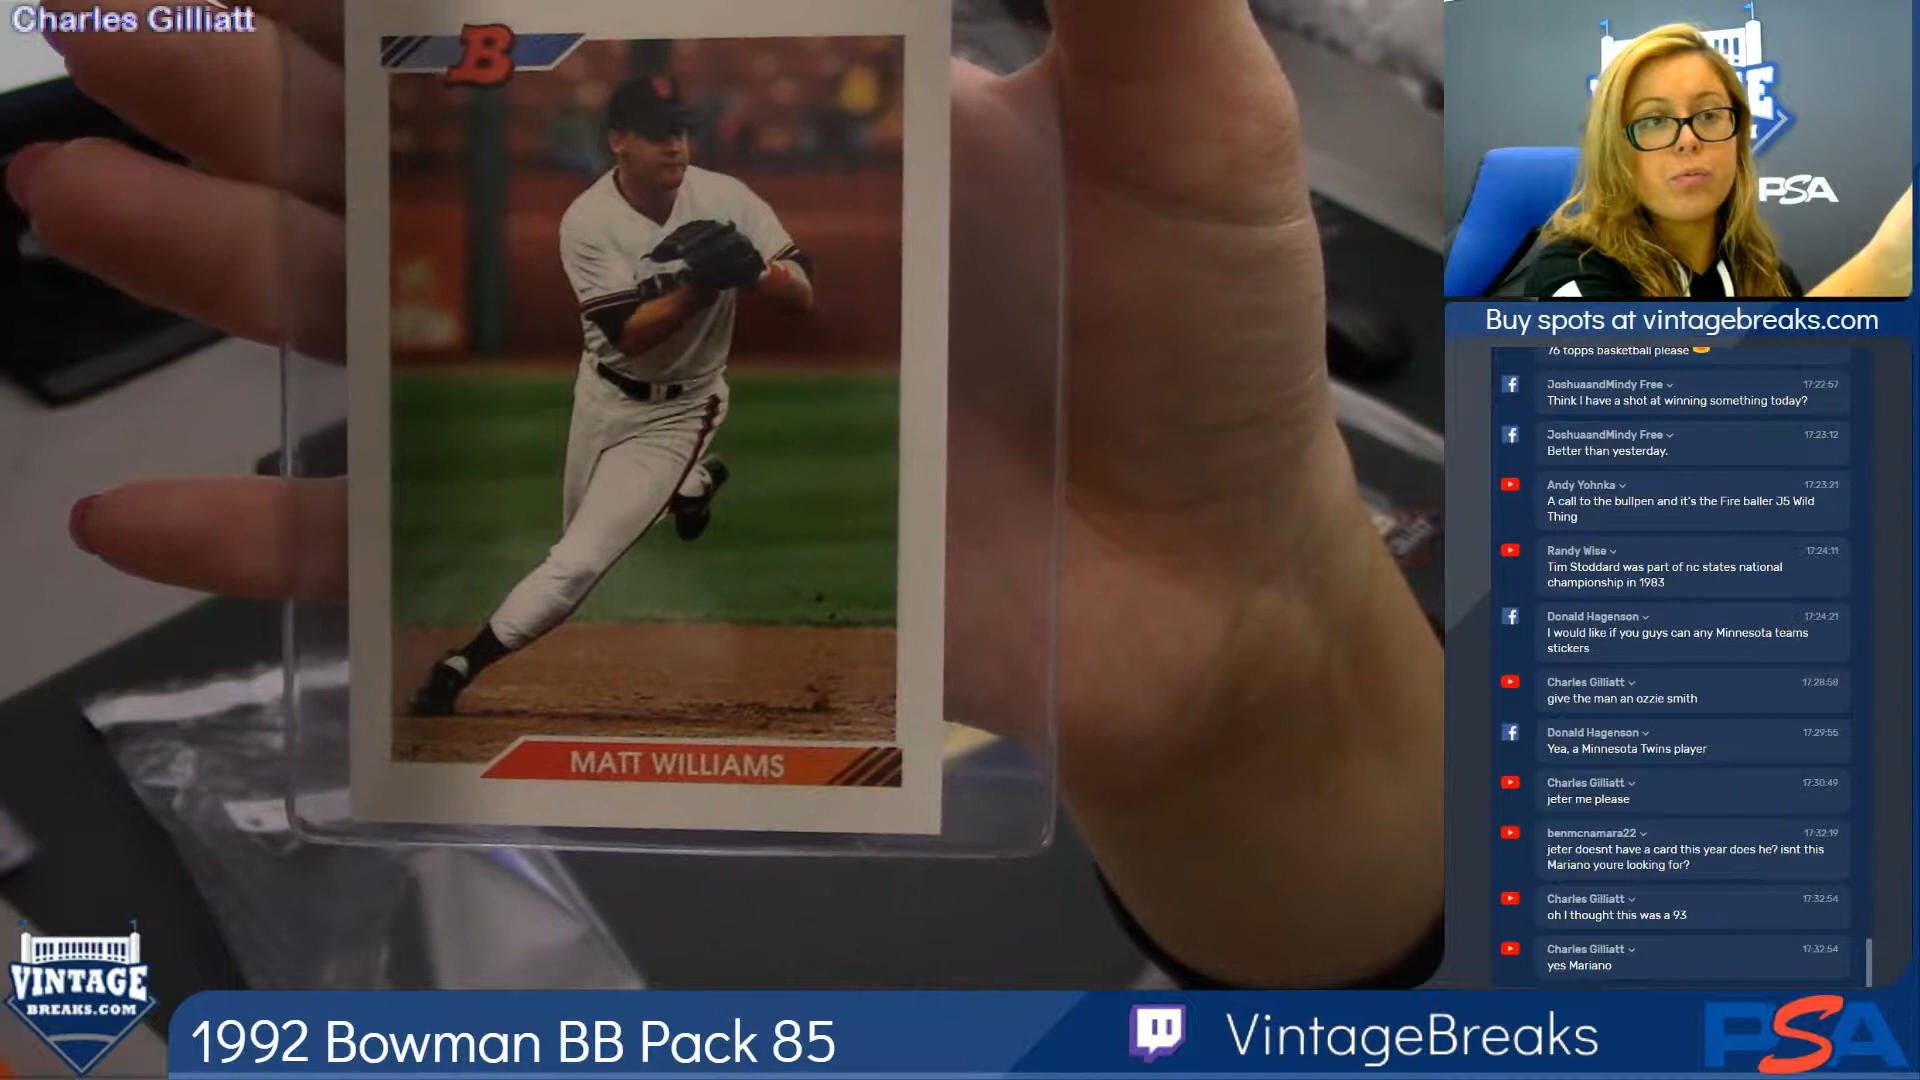 Charles Gilliatt
B
MATT WILLIAMS
PSA
Buy spots at vintagebreaks.com
76 topps basketball please
JoshuaandMindy Free 17:22:57
Think I have a shot at winning something today?
JoshuaandMindy Free 17:23:12
Better than yesterday.
Andy Yohnka 17:23:21
A call to the bullpen and it's the Fire baller J5 Wild
Thing
Randy Wise 17:24:11
Tim Stoddard was part of nc states national
championship in 1983
Donald Hagenson 17:24:21
I would like if you guys can any Minnesota teams
stickers
Charles Gilliatt 17:28:58
give the man an ozzie smith
Donald Hagenson 17:29:55
Yea, a Minnesota Twins player
Charles Gilliatt 17:30:49
jeter me please
benmcnamara22 17:32:19
jeter doesnt have a card this year does he? isnt this
Mariano youre looking for?
Charles Gilliatt 17:32:54
oh I thought this was a 93
Charles Gilliatt 17:32:54
yes Mariano
VINTAGE
BREAKS.COM
1992 Bowman BB Pack 85
VintageBreaks
PSA